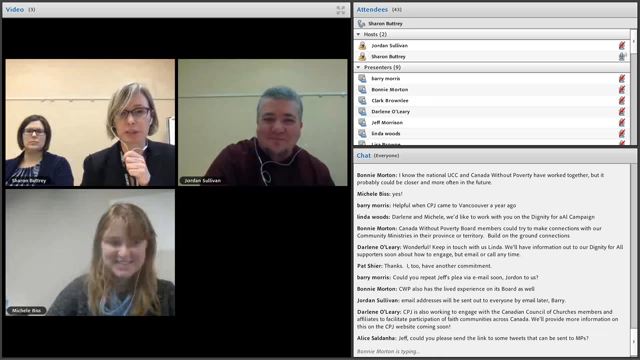 Video (3)
Sharon Buttrey
Jordan Sullivan
Michele Biss
Attendees (43)
Sharon Buttrey
Hosts (2)
Jordan Sullivan
Sharon Buttrey
Presenters (9)
barry morris
Bonnie Morton
Clark Brownlee
Darlene O'Leary
Jeff Morrison
linda woods
Chat (Everyone)
Bonnie Morton: I know the national UCC and Canada Without Poverty have worked together, but it
probably could be closer and more often in the future.
Michele Biss: yes!
barry morris: Helpful when CPJ came to Vancouver a year ago
linda woods: Darlene and Michele, we'd like to work with you on the Dignity for aAl Campaign
Bonnie Morton: Canada Without Poverty Board members could try to make connections with our
Community Ministries in their province or territory. Build on the ground connections
Darlene O'Leary: Wonderful! Keep in touch with us Linda. We'll have information out to our Dignity for All
supporters soon about how to engage, but email or call any time.
Pat Shier: Thanks. I, too, have another commitment.
barry morris: Could you repeat Jeff's plea via e-mail soon, Jordon to us?
Bonnie Morton: CWP also has the lived experience on its Board as well
Jordan Sullivan: email addresses will be sent out to everyone by email later, Barry.
Darlene O'Leary: CPJ is also working to engage with the Canadian Council of Churches members and
affiliates to facilitate participation of faith communities across Canada. We'll provide more information
on this on the CPJ website coming soon!
Alice Saldanha: Jeff, could you please send the link to some tweets that can be sent to MPs?
Bonnie Morton is typing...